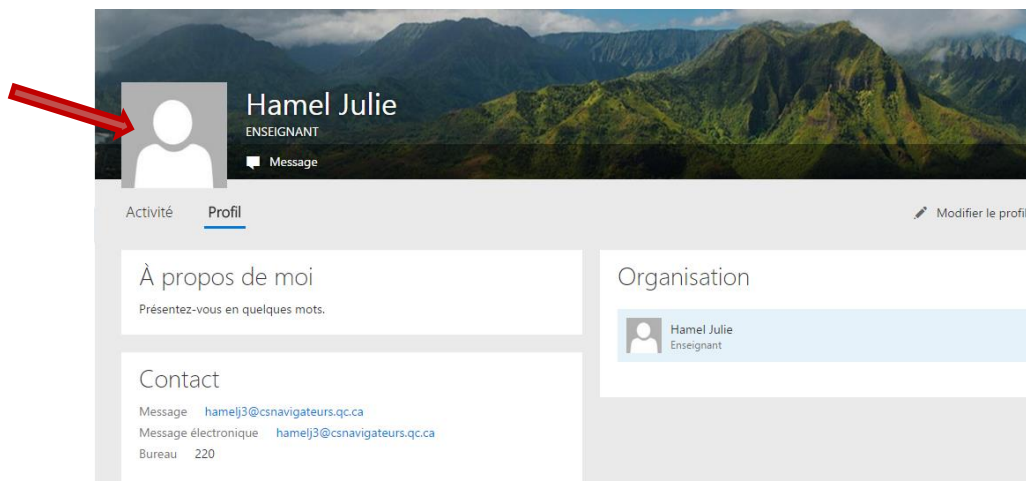 Hamel Julie
ENSEIGNANT
Message
Activité Profil
Modifier le profil
À propos de moi
Présentez-vous en quelques mots.
Contact
Message hamelj3@csnavigateurs.qc.ca
Message électronique hamelj3@csnavigateurs.qc.ca
Bureau 220
Organisation
Hamel Julie
Enseignant